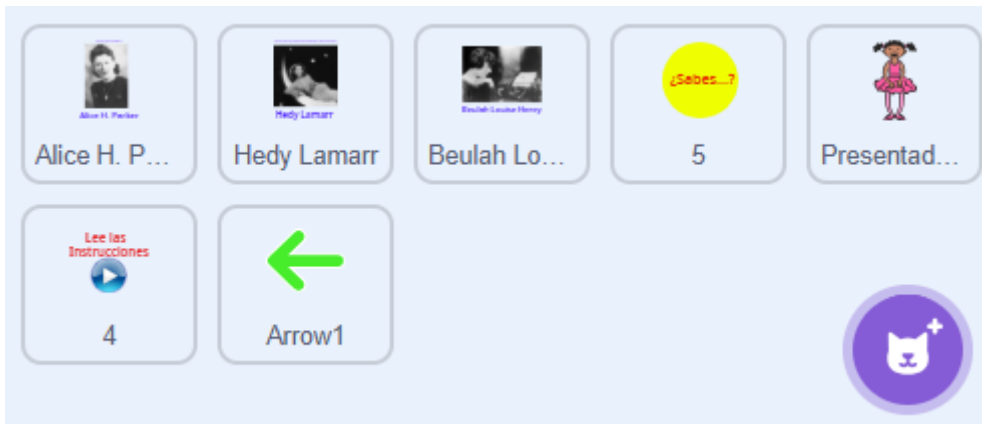 Alice H. Parker
Hedy Lamarr
Beulah Louise Henry
¿Sabes...?
Alice H. P...
Hedy Lamarr
Beulah Lo...
5
Presentad...
Lee las
Instrucciones
4
Arrow1